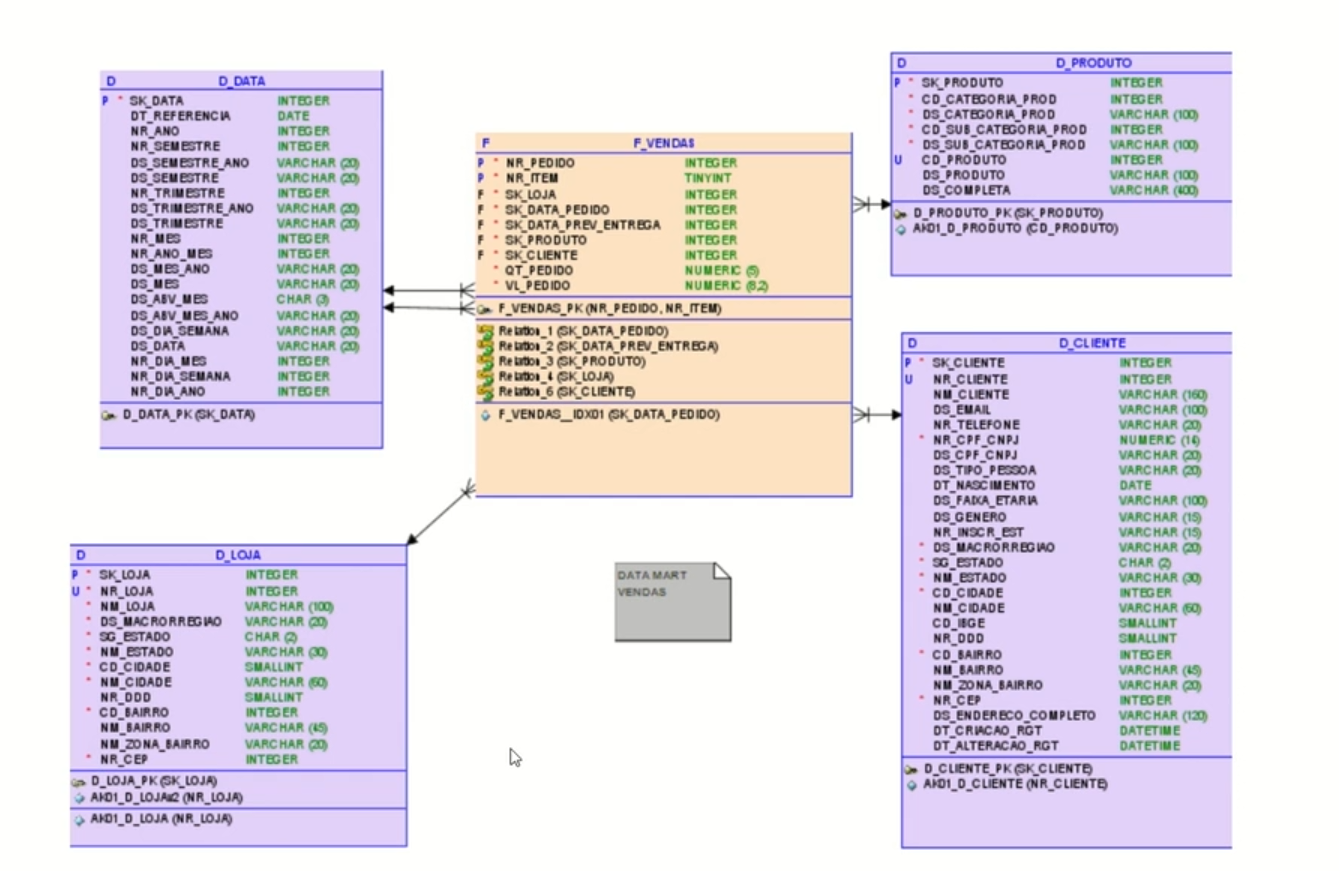 D D_DATA
P * SK_DATA INTEGER
DT_REFERENCIA DATE
NR_ANO INTEGER
NR_SEMESTRE INTEGER
DS_SEMESTRE_ANO VARCHAR (20)
DS_SEMESTRE VARCHAR (20)
NR_TRIMESTRE INTEGER
DS_TRIMESTRE_ANO VARCHAR (20)
DS_TRIMESTRE VARCHAR (20)
NR_MES INTEGER
NR_ANO_MES INTEGER
DS_MES_ANO VARCHAR (20)
DS_MES VARCHAR (20)
DS_ABV_MES CHAR (3)
DS_ABV_MES_ANO VARCHAR (20)
DS_DIA_SEMANA VARCHAR (20)
DS_DATA VARCHAR (20)
NR_DIA_MES INTEGER
NR_DIA_SEMANA INTEGER
NR_DIA_ANO INTEGER
D_DATA_PK (SK_DATA)
F F_VENDAS
P * NR_PEDIDO INTEGER
P * NR_ITEM TINYINT
F * SK_LOJA INTEGER
F * SK_DATA_PEDIDO INTEGER
F * SK_DATA_PREV_ENTREGA INTEGER
F * SK_PRODUTO INTEGER
F * SK_CLIENTE INTEGER
* QT_PEDIDO NUMERIC (5)
* VL_PEDIDO NUMERIC (8,2)
F_VENDAS_PK (NR_PEDIDO, NR_ITEM)
Relation_1 (SK_DATA_PEDIDO)
Relation_2 (SK_DATA_PREV_ENTREGA)
Relation_3 (SK_PRODUTO)
Relation_4 (SK_LOJA)
Relation_6 (SK_CLIENTE)
F_VENDAS__IDX01 (SK_DATA_PEDIDO)
D D_PRODUTO
P * SK_PRODUTO INTEGER
* CD_CATEGORIA_PROD INTEGER
* DS_CATEGORIA_PROD VARCHAR (100)
* CD_SUB_CATEGORIA_PROD INTEGER
* DS_SUB_CATEGORIA_PROD VARCHAR (100)
U CD_PRODUTO INTEGER
DS_PRODUTO VARCHAR (100)
DS_COMPLETA VARCHAR (400)
D_PRODUTO_PK (SK_PRODUTO)
AK01_D_PRODUTO (CD_PRODUTO)
D D_CLIENTE
P * SK_CLIENTE INTEGER
U NR_CLIENTE INTEGER
NM_CLIENTE VARCHAR (160)
DS_EMAIL VARCHAR (100)
NR_TELEFONE VARCHAR (20)
* NR_CPF_CNPJ NUMERIC (14)
DS_CPF_CNPJ VARCHAR (20)
DS_TIPO_PESSOA VARCHAR (20)
DT_NASCIMENTO DATE
DS_FAIXA_ETARIA VARCHAR (100)
DS_GENERO VARCHAR (15)
NR_INSCR_EST VARCHAR (15)
* DS_MACRORREGIAO VARCHAR (20)
* SG_ESTADO CHAR (2)
* NM_ESTADO VARCHAR (30)
* CD_CIDADE INTEGER
NM_CIDADE VARCHAR (60)
CD_IBGE SMALLINT
NR_DDD SMALLINT
* CD_BAIRRO INTEGER
NM_BAIRRO VARCHAR (45)
NM_ZONA_BAIRRO VARCHAR (20)
* NR_CEP INTEGER
DS_ENDERECO_COMPLETO VARCHAR (120)
DT_CRIACAO_RGT DATETIME
DT_ALTERACAO_RGT DATETIME
D_CLIENTE_PK (SK_CLIENTE)
AK01_D_CLIENTE (NR_CLIENTE)
D D_LOJA
P * SK_LOJA INTEGER
U * NR_LOJA INTEGER
* NM_LOJA VARCHAR (100)
* DS_MACRORREGIAO VARCHAR (20)
* SG_ESTADO CHAR (2)
* NM_ESTADO VARCHAR (30)
* CD_CIDADE SMALLINT
* NM_CIDADE VARCHAR (60)
NR_DDD SMALLINT
* CD_BAIRRO INTEGER
NM_BAIRRO VARCHAR (45)
NM_ZONA_BAIRRO VARCHAR (20)
* NR_CEP INTEGER
D_LOJA_PK (SK_LOJA)
AK01_D_LOJAv2 (NR_LOJA)
AK01_D_LOJA (NR_LOJA)
DATA MART
VENDAS